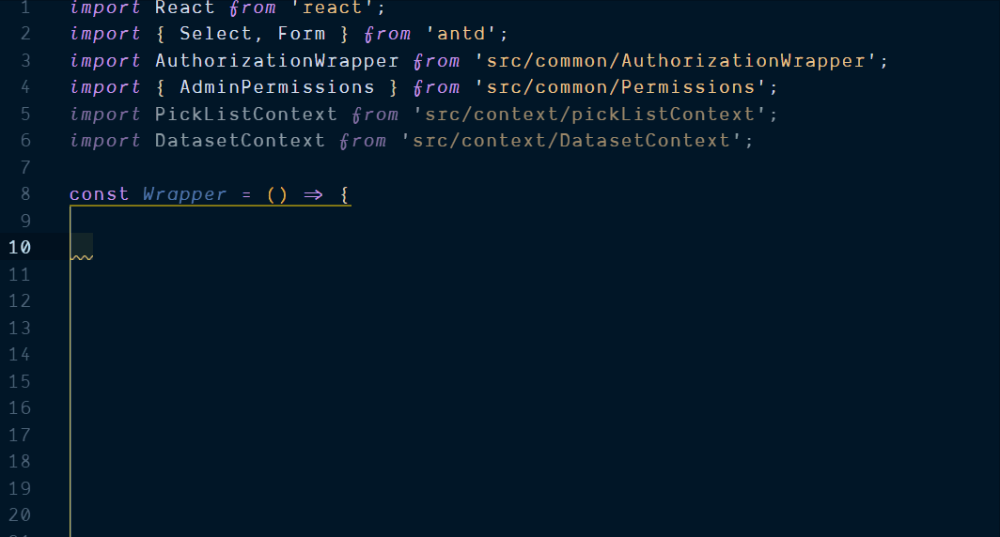 1 import React from 'react';
2 import { Select, Form } from 'antd';
3 import AuthorizationWrapper from 'src/common/AuthorizationWrapper';
4 import { AdminPermissions } from 'src/common/Permissions';
5 import PickListContext from 'src/context/pickListContext';
6 import DatasetContext from 'src/context/DatasetContext';
7
8 const Wrapper = () => {
9
10
11
12
13
14
15
16
17
18
19
20